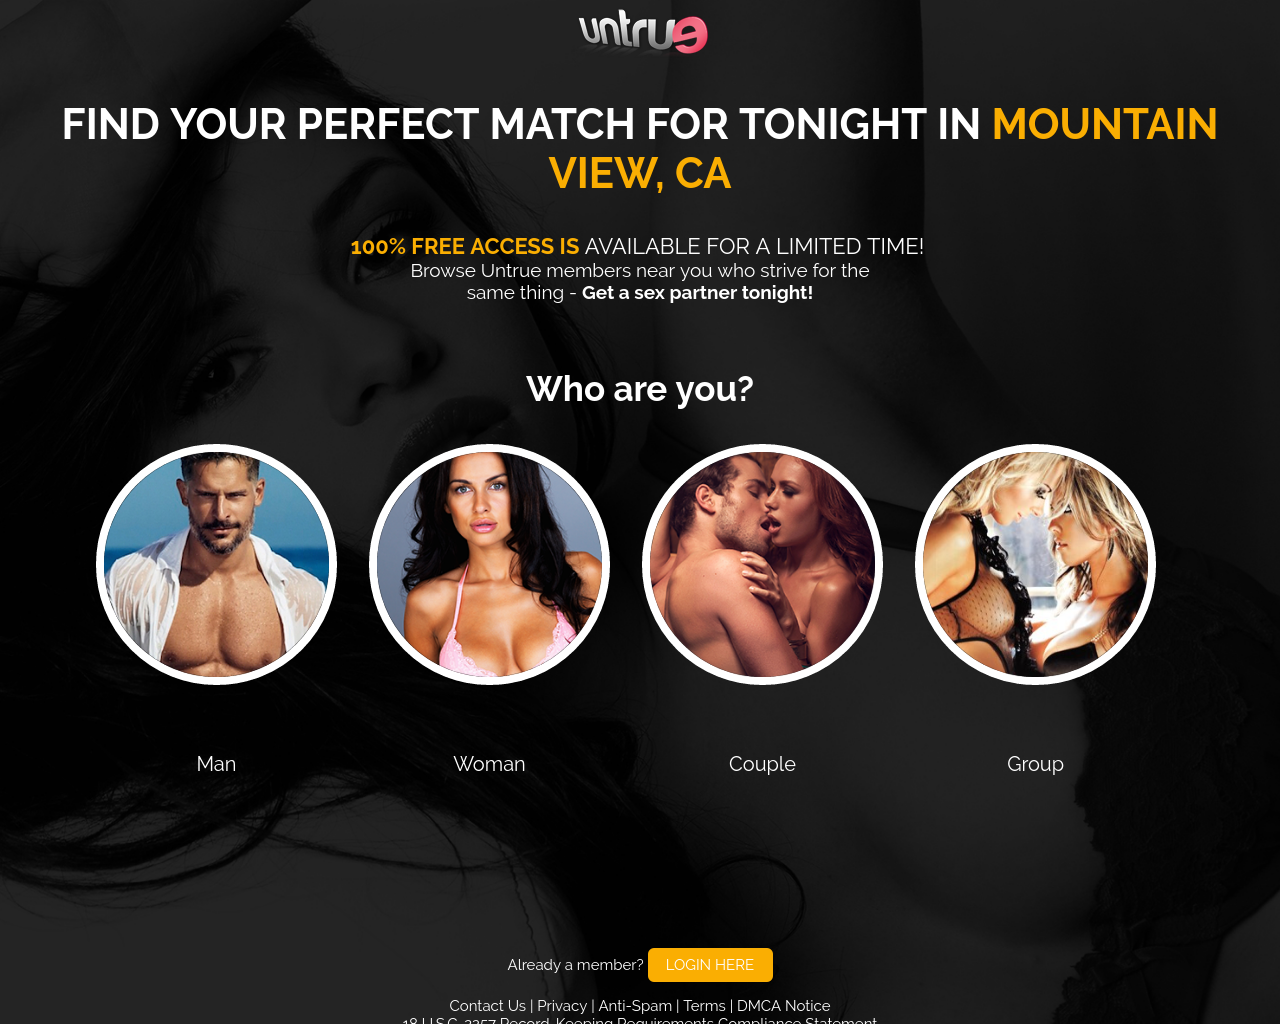 untrue
FIND YOUR PERFECT MATCH FOR TONIGHT IN MOUNTAIN
VIEW, CA
100% FREE ACCESS IS AVAILABLE FOR A LIMITED TIME!
Browse Untrue members near you who strive for the
same thing - Get a sex partner tonight!
Who are you?
Man Woman Couple Group
Already a member? LOGIN HERE
Contact Us | Privacy | Anti-Spam | Terms | DMCA Notice
18 U.S.C. 2257 Record-Keeping Requirements Compliance Statement